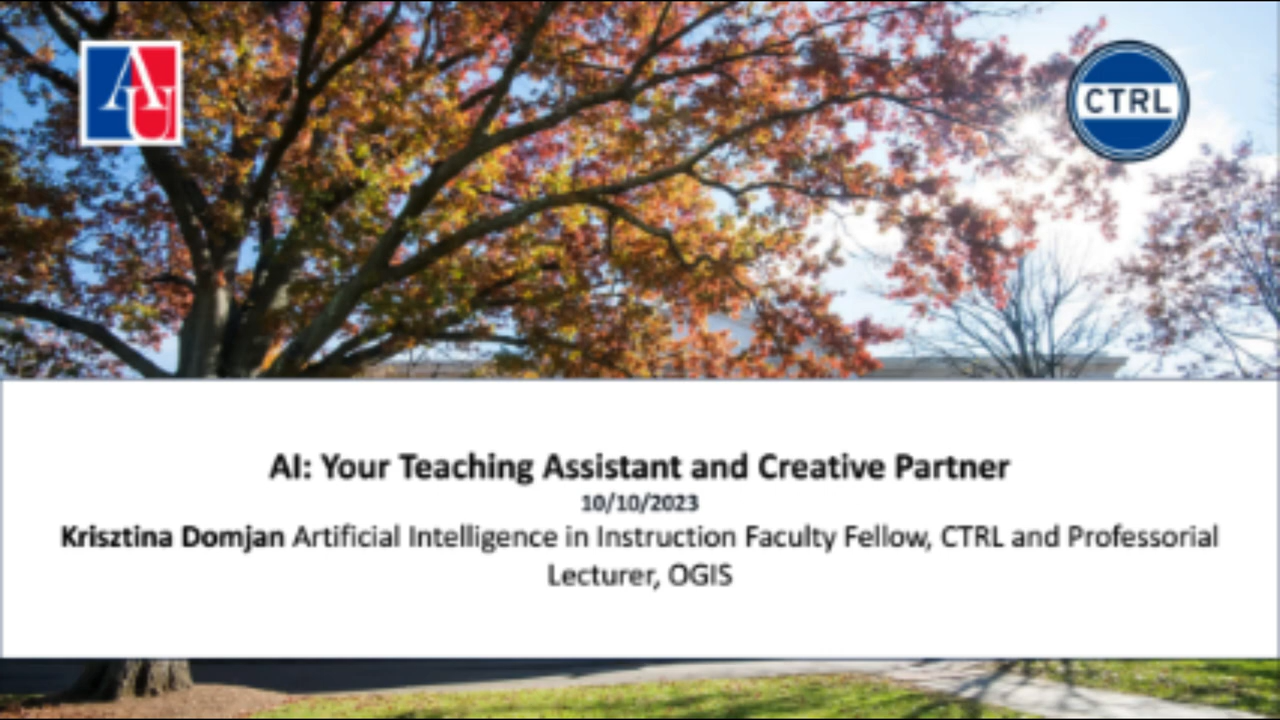 AU
CTRL
AI: Your Teaching Assistant and Creative Partner
10/10/2023
Krisztina Domjan Artificial Intelligence in Instruction Faculty Fellow, CTRL and Professorial
Lecturer, OGIS